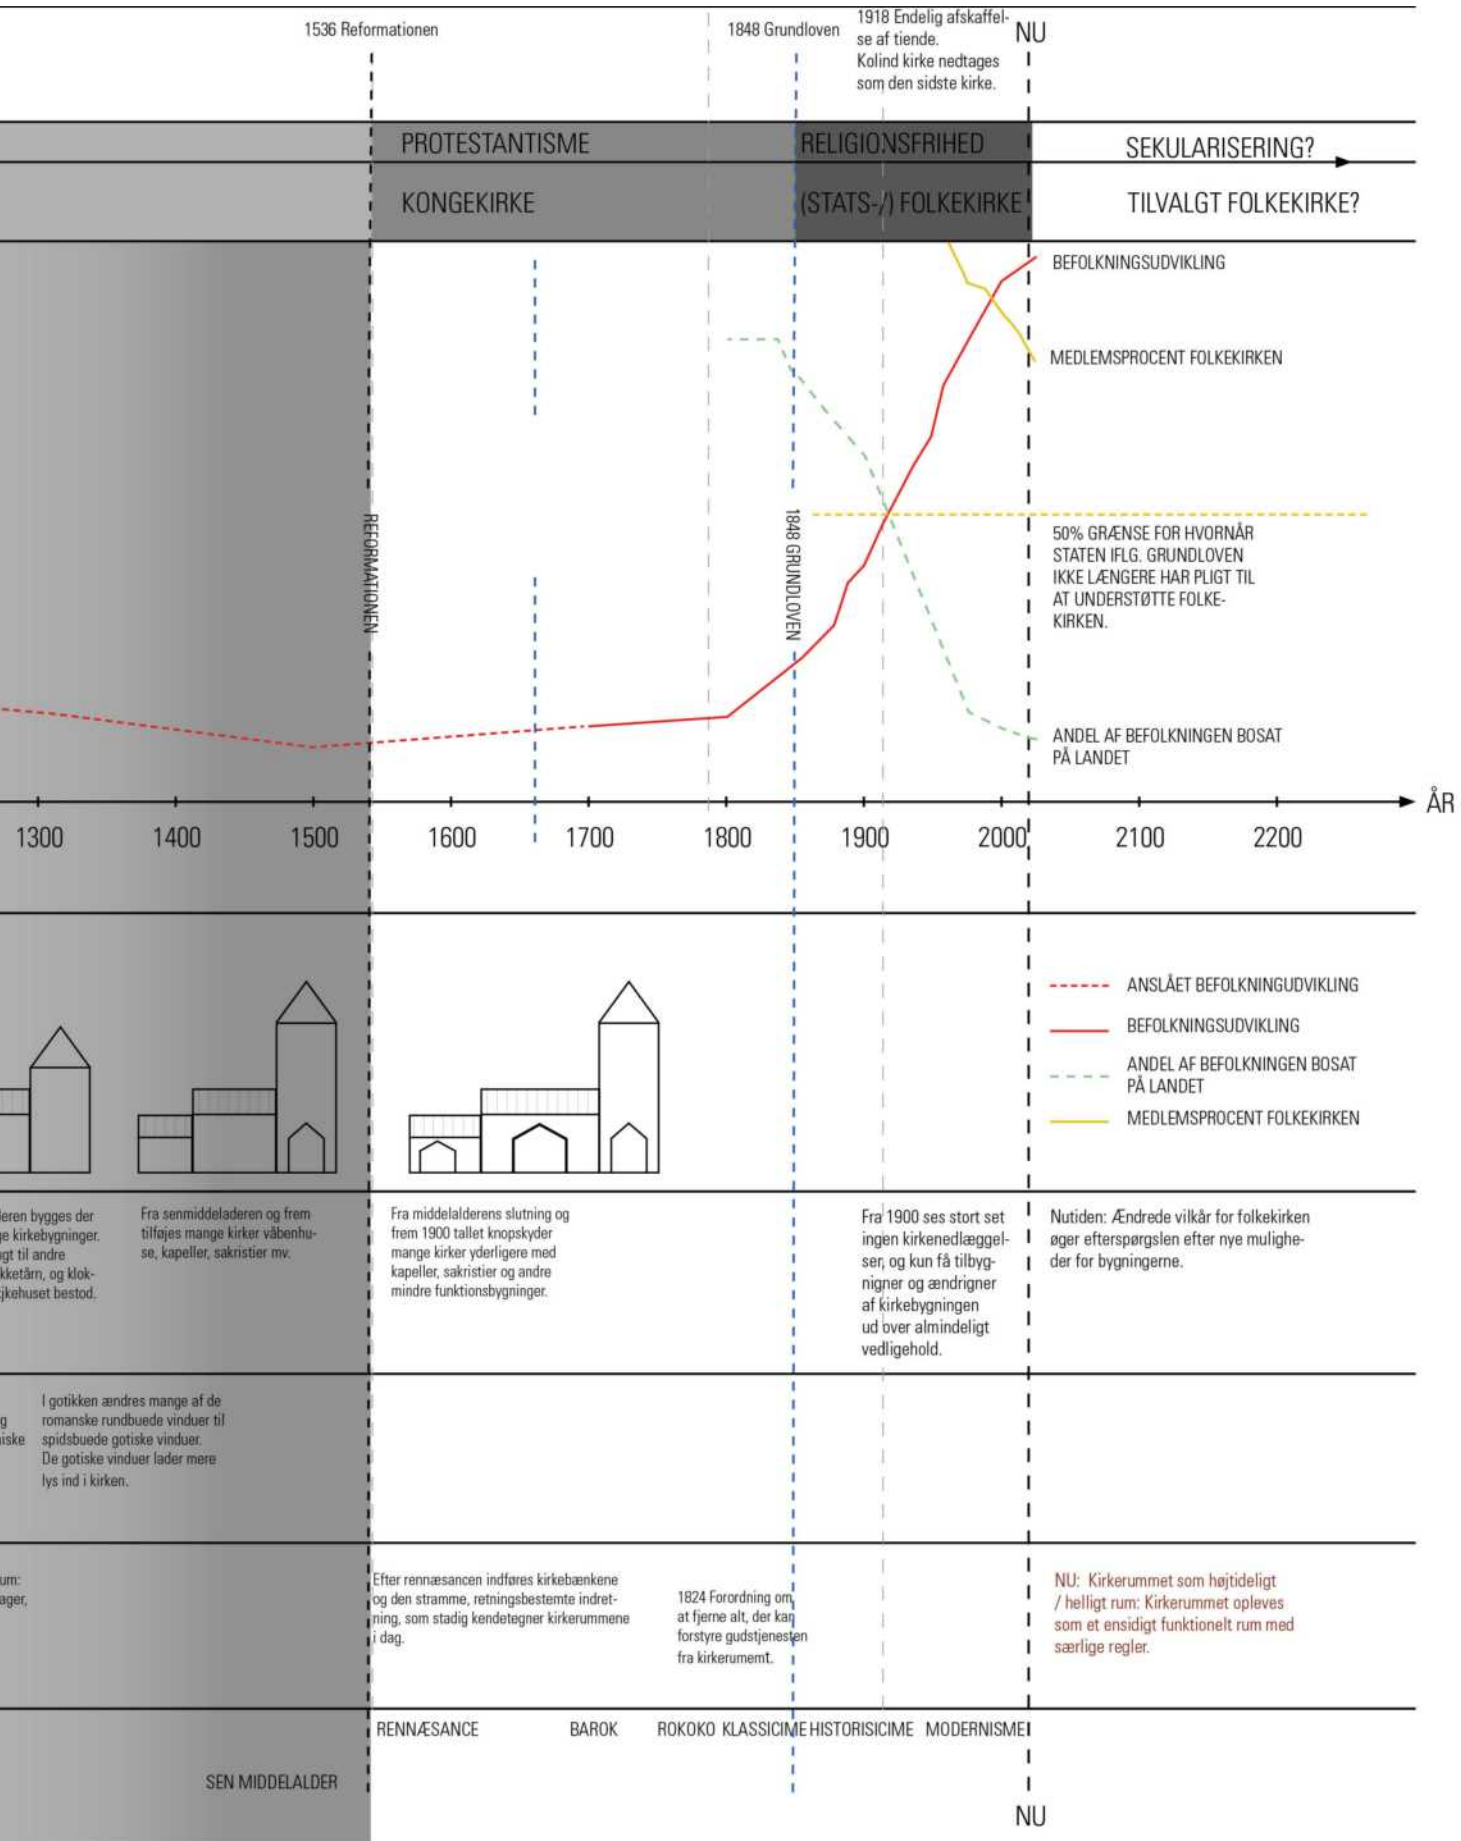 1536 Reformationen
1848 Grundloven
1918 Endelig afskaffel-
se af tiende.
Kolind kirke nedtages
som den sidste kirke.
NU
PROTESTANTISME
RELIGIONSFRIHED
SEKULARISERING?
KONGEKIRKE
(STATS-/) FOLKEKIRKE
TILVALGT FOLKEKIRKE?
BEFOLKNINGSUDVIKLING
MEDLEMSPROCENT FOLKEKIRKEN
REFORMATIONEN
1848 GRUNDLOVEN
50% GRÆNSE FOR HVORNÅR
STATEN IFLG. GRUNDLOVEN
IKKE LÆNGERE HAR PLIGT TIL
AT UNDERSTØTTE FOLKE-
KIRKEN.
ANDEL AF BEFOLKNINGEN BOSAT
PÅ LANDET
ÅR
1300 1400 1500 1600 1700 1800 1900 2000 2100 2200
ANSLÅET BEFOLKNINGUDVIKLING
BEFOLKNINGSUDVIKLING
ANDEL AF BEFOLKNINGEN BOSAT
PÅ LANDET
MEDLEMSPROCENT FOLKEKIRKEN
bygges der
kirkebygninger.
til andre
og klok-
bestod.
Fra senmiddeladeren og frem
tilføjes mange kirker våbenhu-
se, kapeller, sakristier mv.
Fra middelalderens slutning og
frem 1900 tallet knopskyder
mange kirker yderligere med
kapeller, sakristier og andre
mindre funktionsbygninger.
Fra 1900 ses stort set
ingen kirkenedlæggel-
ser, og kun få tilbyg-
nigner og ændrigner
af kirkebygningen
ud over almindeligt
vedligehold.
Nutiden: Ændrede vilkår for folkekirken
øger efterspørgslen efter nye mulighe-
der for bygningerne.
I gotikken ændres mange af de
romanske rundbuede vinduer til
spidsbuede gotiske vinduer.
De gotiske vinduer lader mere
lys ind i kirken.
Efter rennæsancen indføres kirkebænkene
og den stramme, retningsbestemte indret-
ning, som stadig kendetegner kirkerummene
i dag.
1824 Forordning om
at fjerne alt, der kan
forstyre gudstjenesten
fra kirkerumemt.
NU: Kirkerummet som højtideligt
/ helligt rum: Kirkerummet opleves
som et ensidigt funktionelt rum med
særlige regler.
RENNÆSANCE BAROK ROKOKO KLASSICIME HISTORISICIME MODERNISME
SEN MIDDELALDER
NU